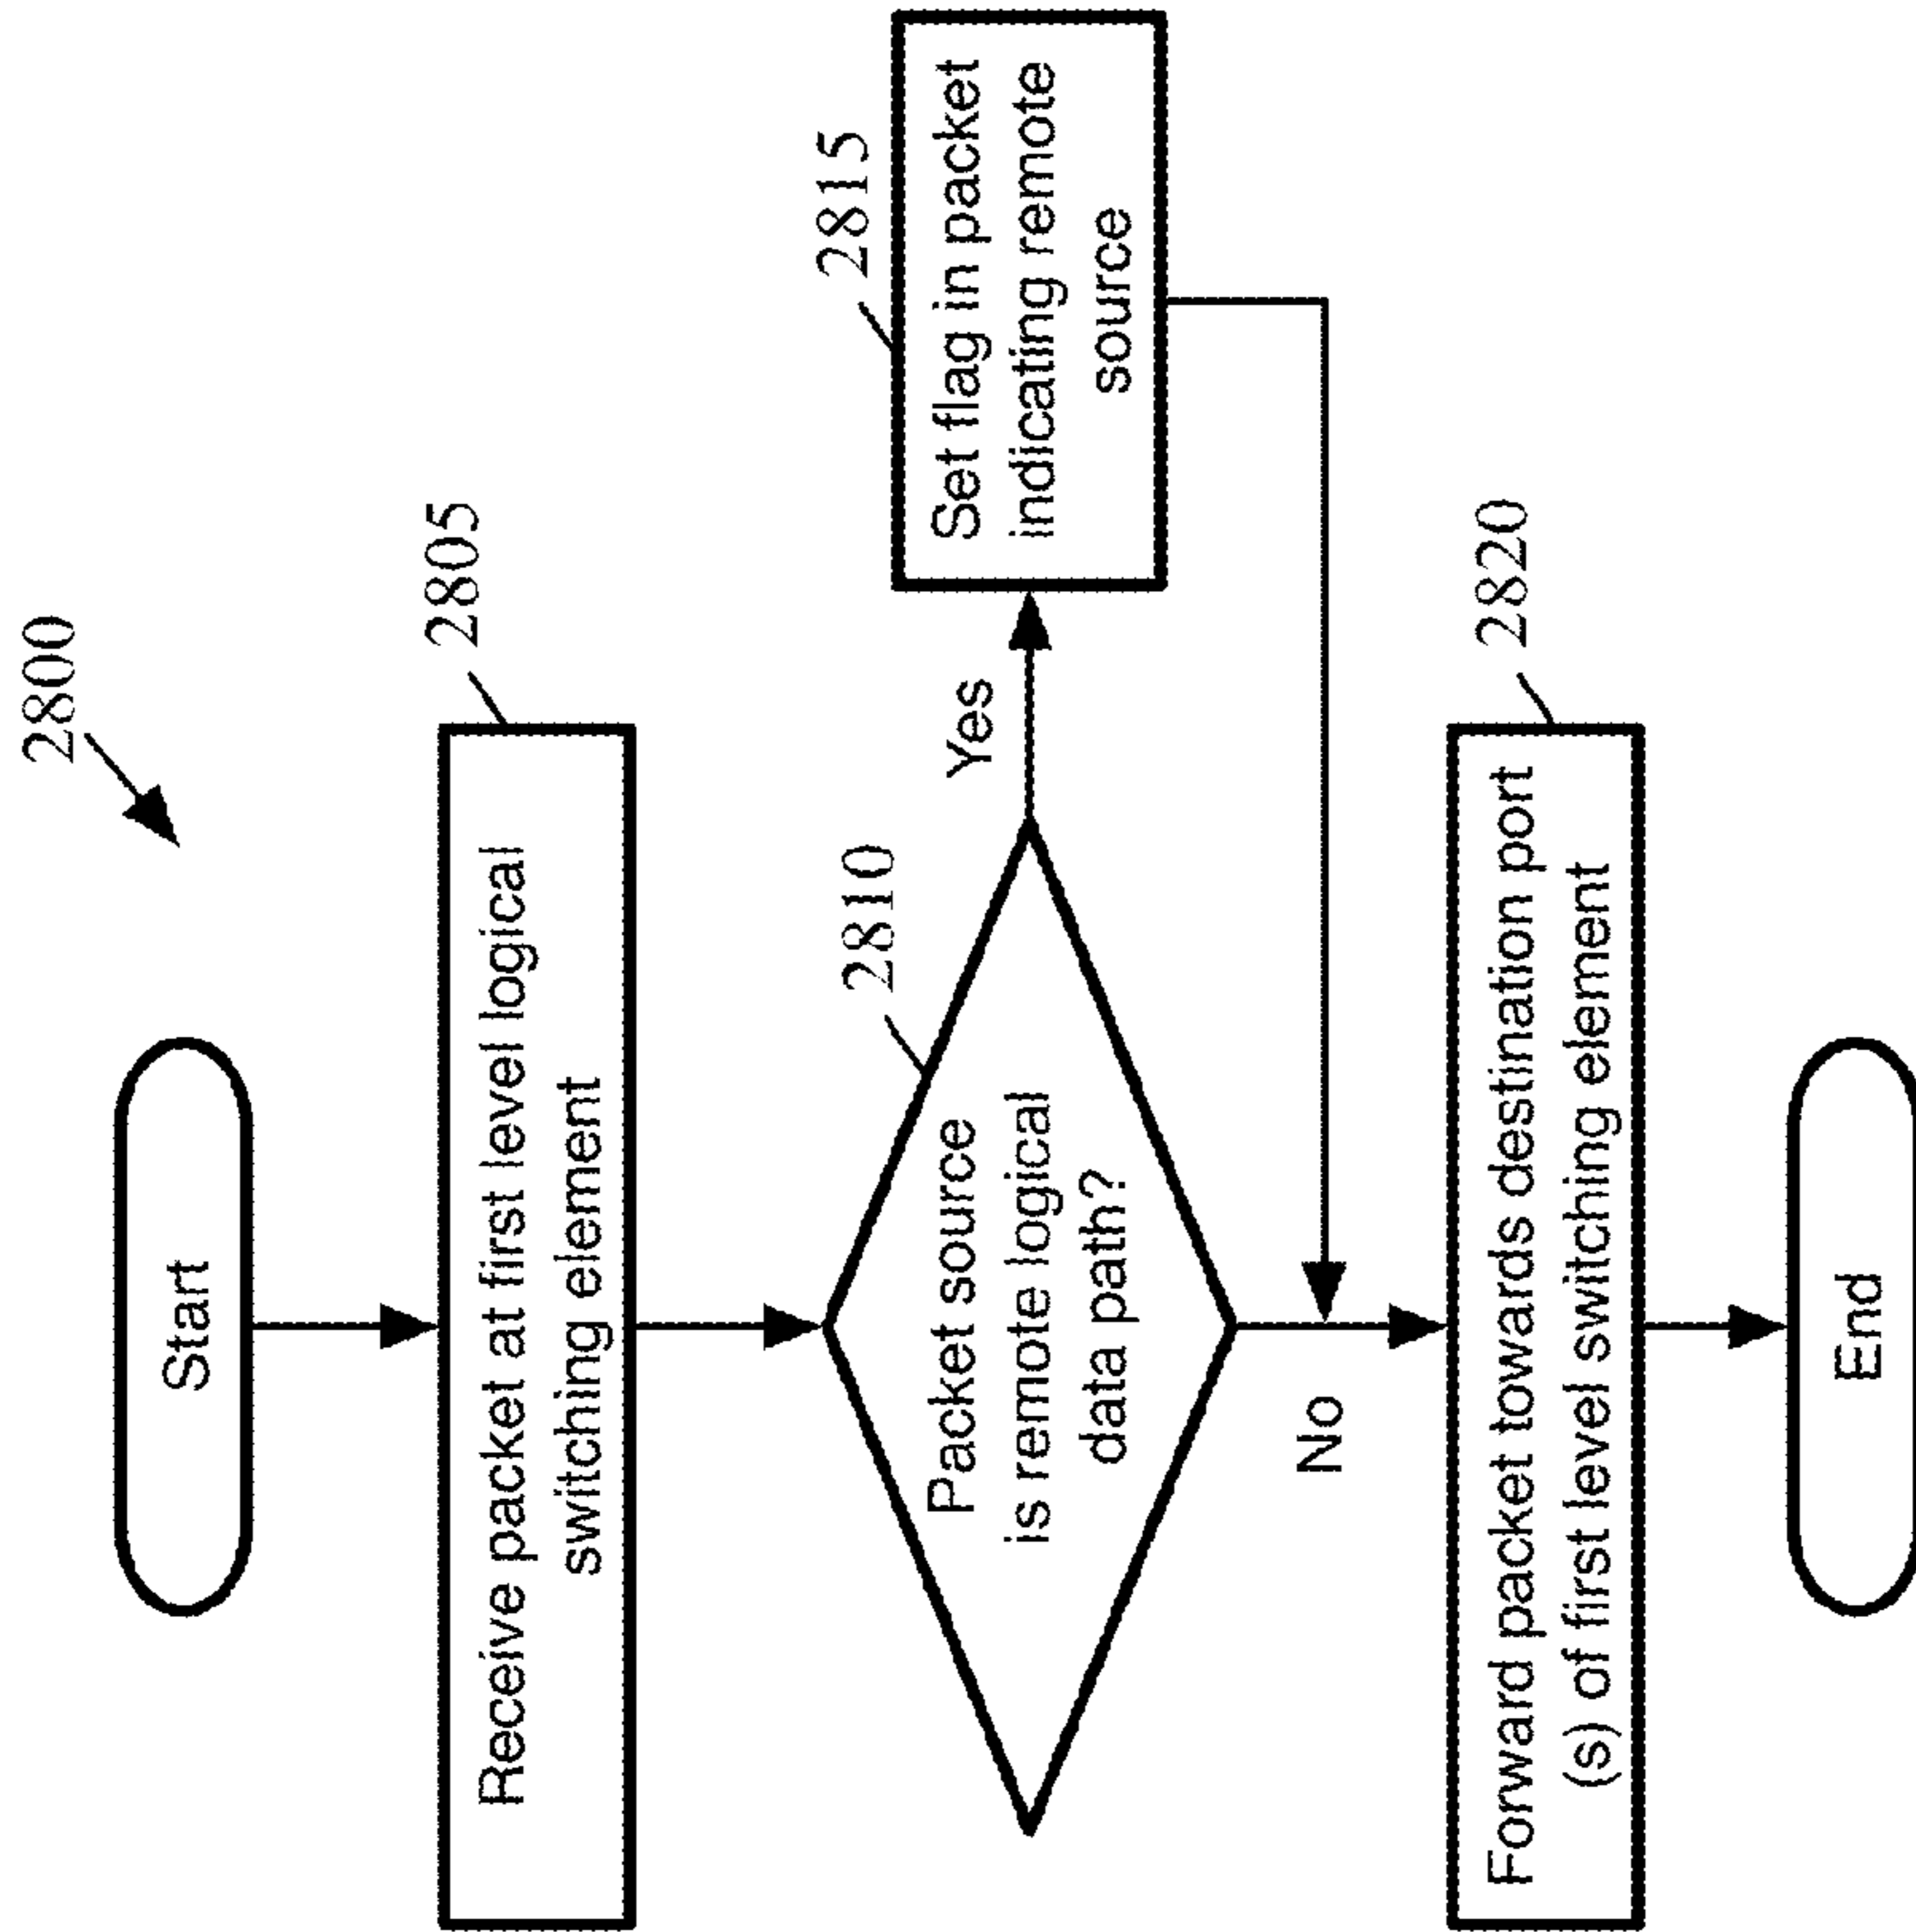 2800
Start
2805
Receive packet at first level logical
switching element
2810
Packet source
is remote logical
data path?
Yes
2815
Set flag in packet
indicating remote
source
No
2820
Forward packet towards destination port
(s) of first level switching element
End